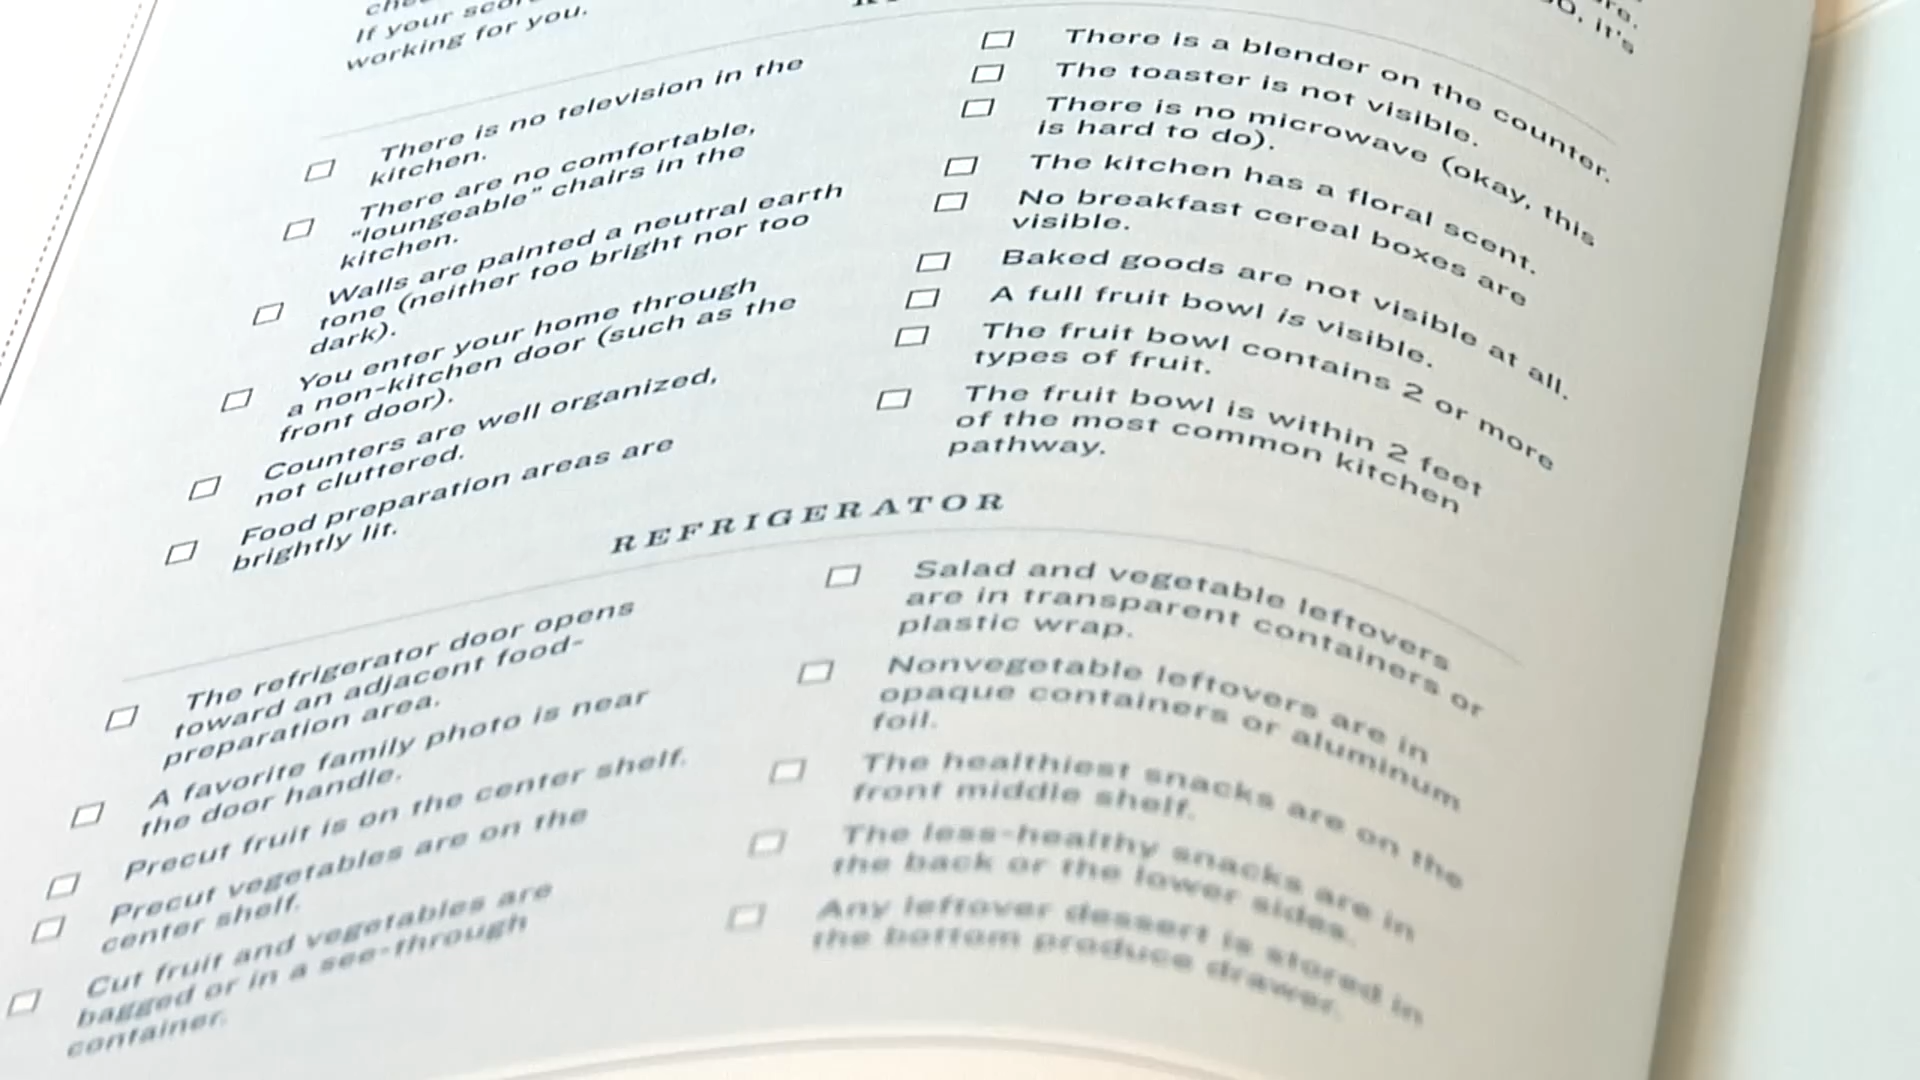 If your
working for you.
O, it's
There is no television in the
kitchen.
There are no comfortable,
"loungeable" chairs in the
kitchen.
Walls are painted a neutral earth
tone (neither too bright nor too
dark).
You enter your home through
a non-kitchen door (such as the
front door).
Counters are well organized,
not cluttered.
Food preparation areas are
brightly lit.
There is a blender on the counter.
The toaster is not visible.
There is no microwave (okay, this
is hard to do).
The kitchen has a floral scent.
No breakfast cereal boxes are
visible.
Baked goods are not visible at all.
A full fruit bowl is visible.
The fruit bowl contains 2 or more
types of fruit.
The fruit bowl is within 2 feet
of the most common kitchen
pathway.
REFRIGERATOR
The refrigerator door opens
toward an adjacent food-
preparation area.
A favorite family photo is near
the door handle.
Precut fruit is on the center shelf.
Precut vegetables are on the
center shelf.
Cut fruit and vegetables are
bagged or in a see-through
container.
Salad and vegetable leftovers
are in transparent containers or
plastic wrap.
Nonvegetable leftovers are in
opaque containers or aluminum
foil.
The healthiest snacks are on the
front middle shelf.
The less-healthy snacks are in
the back or the lower sides.
Any leftover dessert is stored in
the bottom produce drawer.